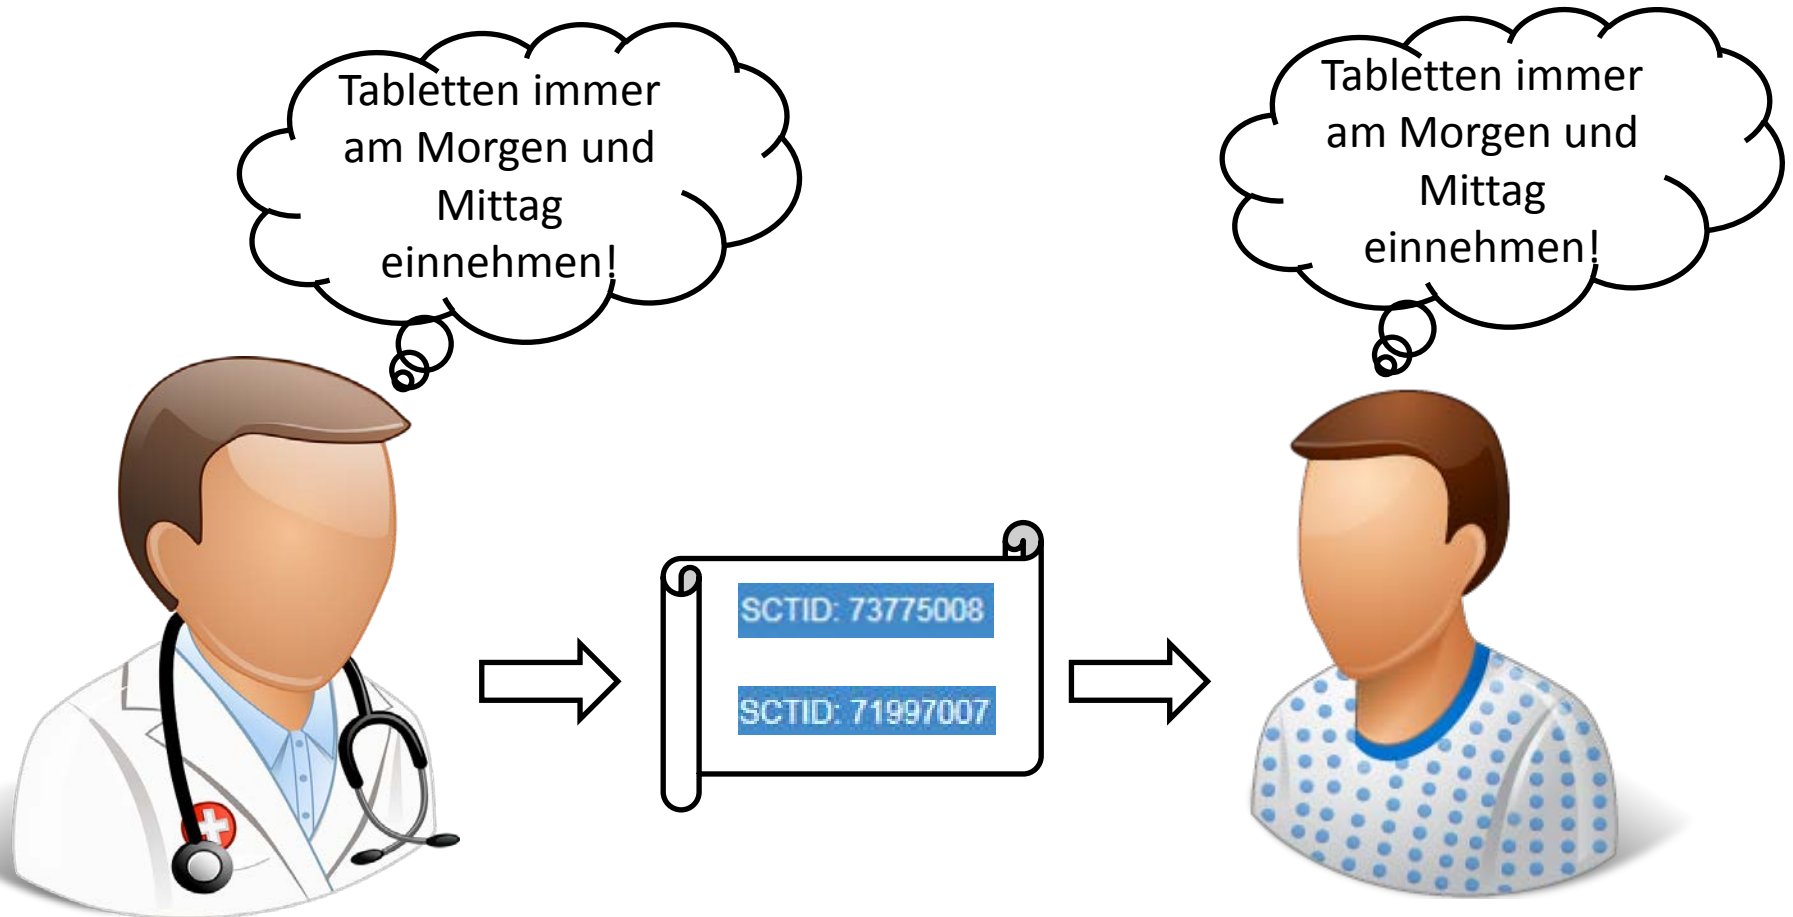 Tabletten immer
am Morgen und
Mittag
einnehmen!
Tabletten immer
am Morgen und
Mittag
einnehmen!
SCTID: 73775008
SCTID: 71997007